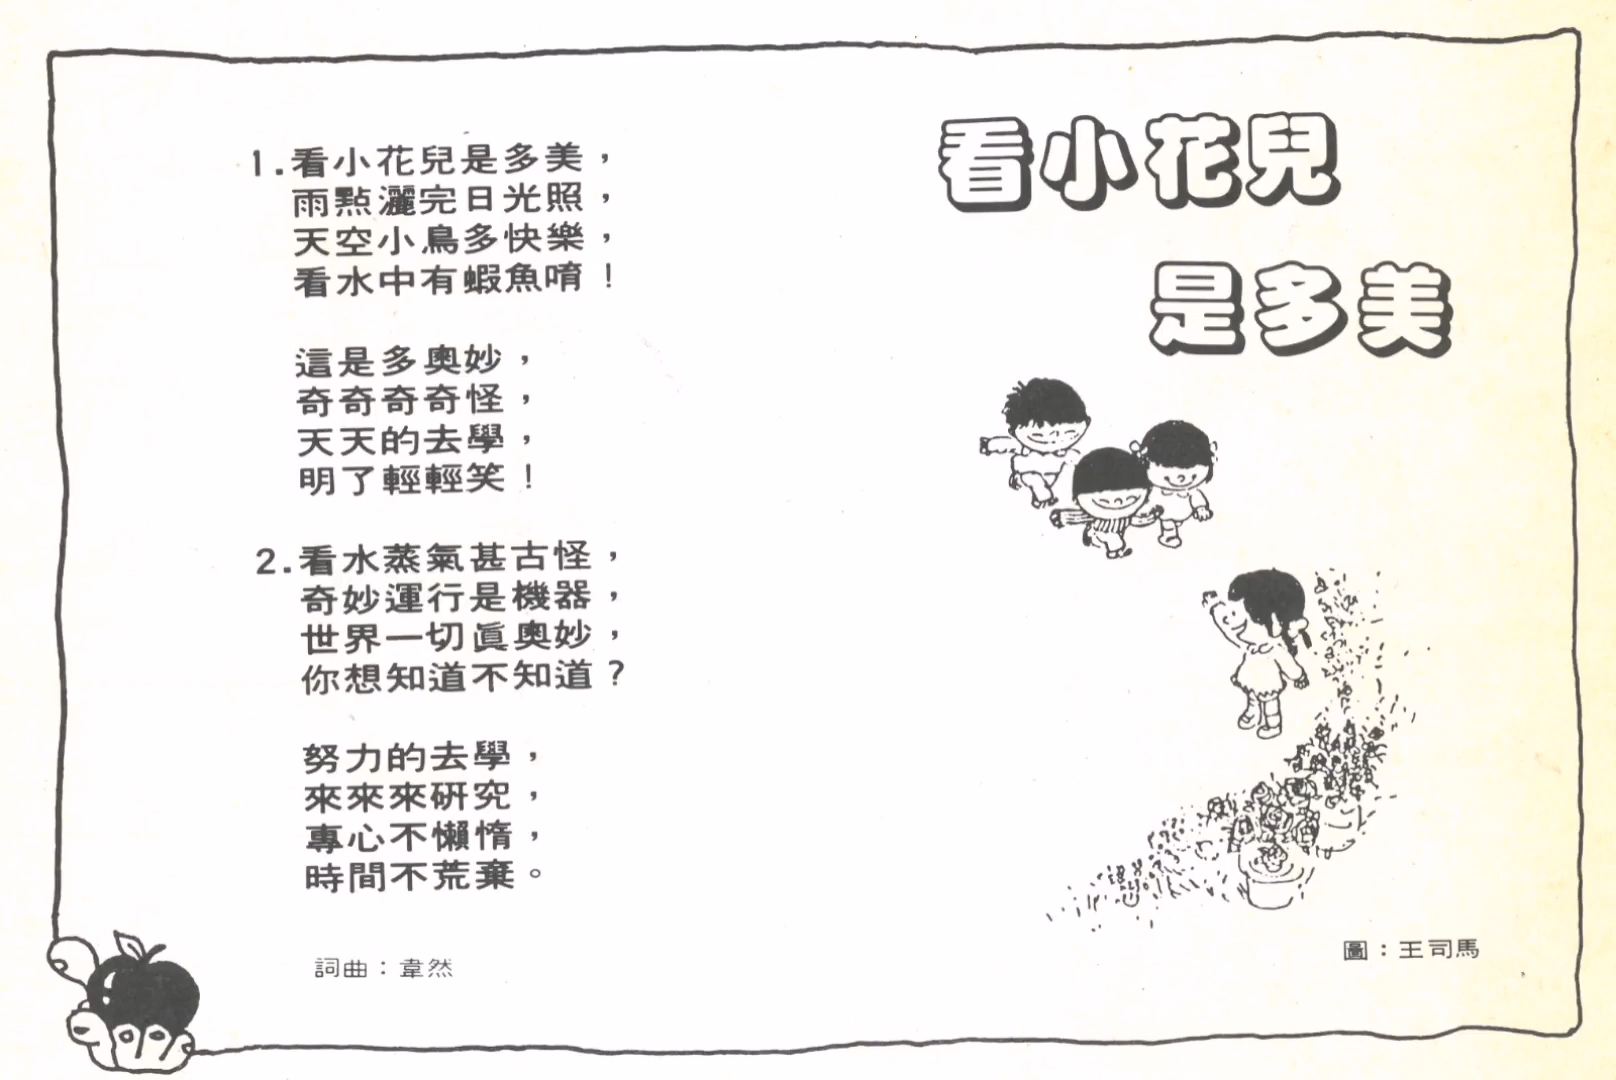 看小花兒
是多美
1.看小花兒是多美，
雨點灑完日光照，
天空小鳥多快樂，
看水中有蝦魚唷！
這是多奧妙，
奇奇奇奇怪，
天天的去學，
明了輕輕笑！
2.看水蒸氣甚古怪，
奇妙運行是機器，
世界一切眞奧妙，
你想知道不知道？
努力的去學，
來來來研究，
專心不懶惰，
時間不荒棄。
詞曲：韋然
圖：王司馬